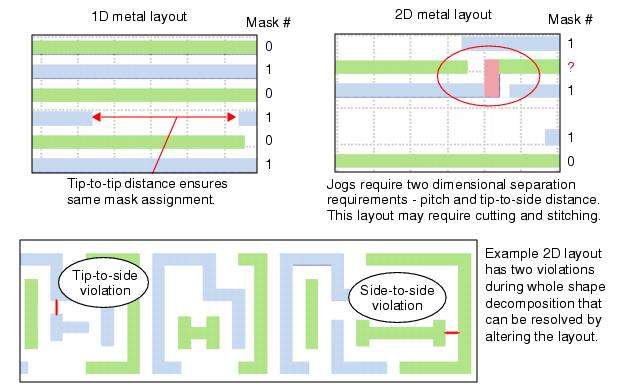 1D metal layout
Mask #
0
1
0
1
0
1
Tip-to-tip distance ensures
same mask assignment.
2D metal layout
Mask #
1
?
1
1
0
Jogs require two dimensional separation
requirements - pitch and tip-to-side distance.
This layout may require cutting and stitching.
Tip-to-side
violation
Side-to-side
violation
Example 2D layout
has two violations
during whole shape
decomposition that
can be resolved by
altering the layout.